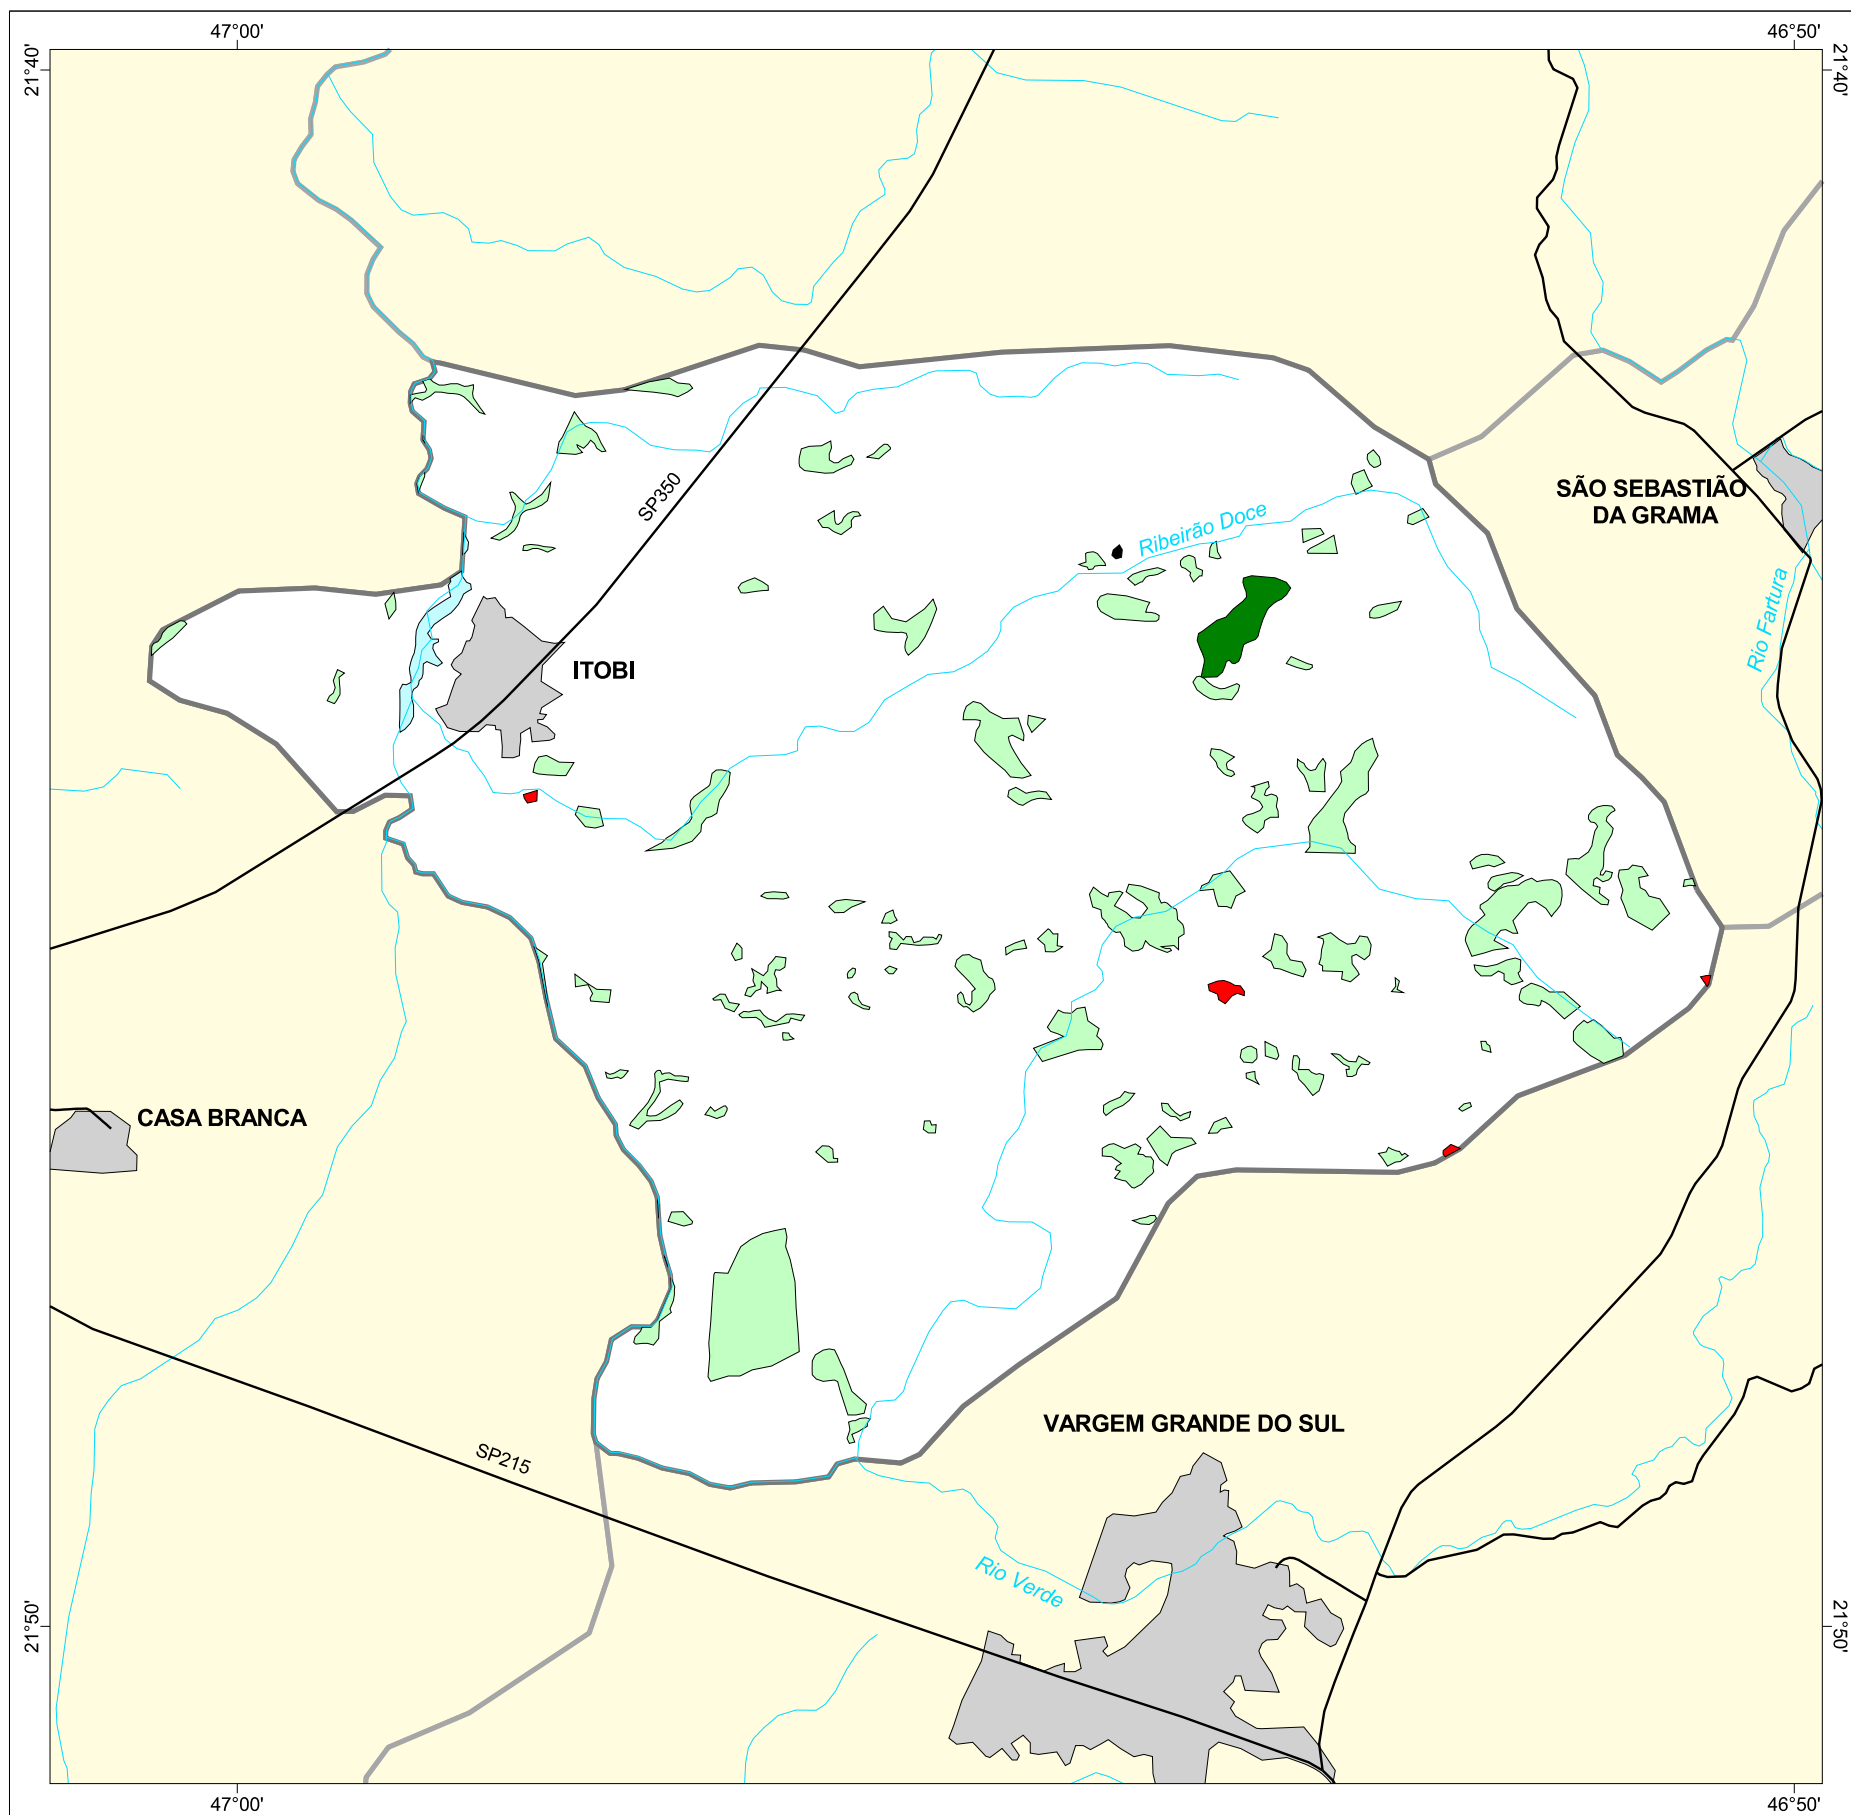 47°00'
46°50'
21°40'
21°40'
SP350
SÃO SEBASTIÃO
DA GRAMA
Ribeirão Doce
Rio Fartura
ITOBI
CASA BRANCA
VARGEM GRANDE DO SUL
SP215
Rio Verde
21°50'
21°50'
47°00'
46°50'